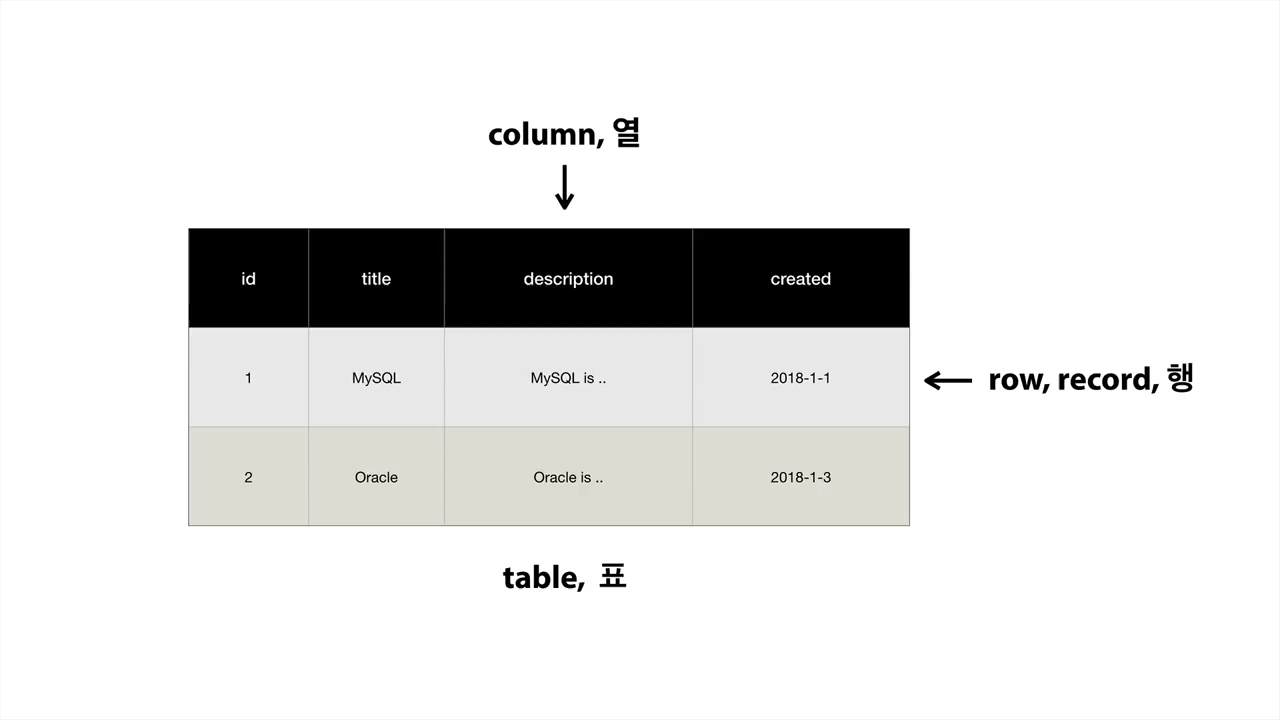 column, 열
id title description created
1 MySQL MySQL is .. 2018-1-1
row, record, 행
2 Oracle Oracle is .. 2018-1-3
table, 표